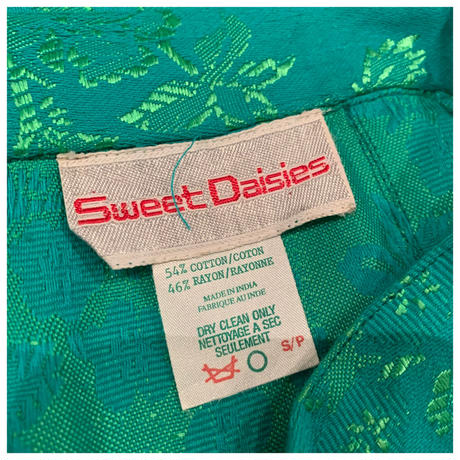 Sweet Daisies
54% COTTON/COTON
46% RAYON/RAYONNE
MADE IN INDIA
FABRIQUE AU INDE
DRY CLEAN ONLY
NETTOYAGE A SEC
SEULEMENT
S/P